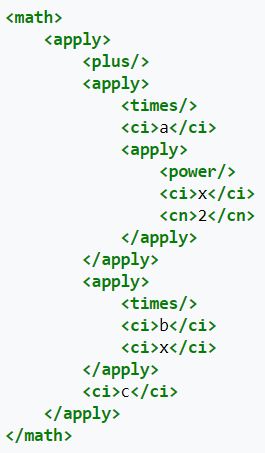 <math>
    <apply>
        <plus/>
        <apply>
            <times/>
            <ci>a</ci>
            <apply>
                <power/>
                <ci>x</ci>
                <cn>2</cn>
            </apply>
        </apply>
        <apply>
            <times/>
            <ci>b</ci>
            <ci>x</ci>
        </apply>
        <ci>c</ci>
    </apply>
</math>